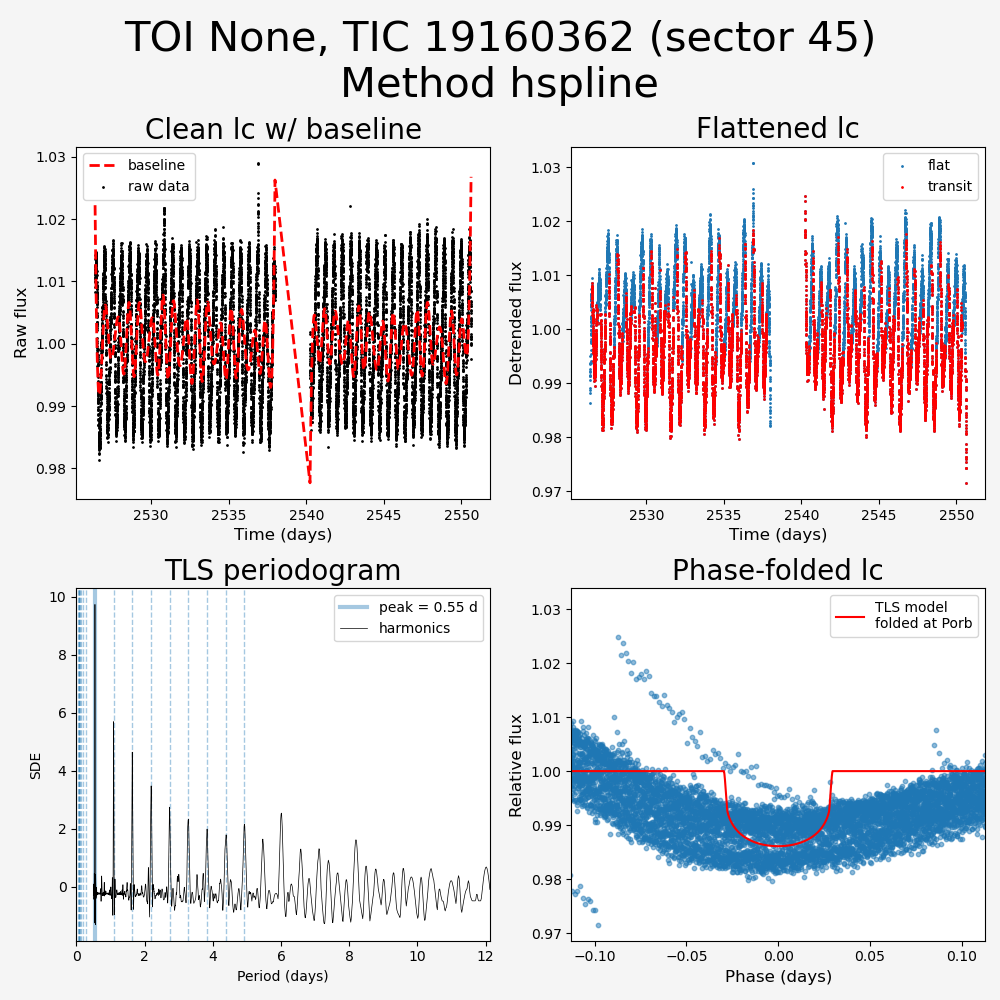 TOI None, TIC 19160362 (sector 45)
Method hspline
Clean lc w/ baseline
baseline
raw data
1.03
1.02
1.01
1.00
0.99
0.98
Raw flux
2530
2535
2540
2545
2550
Time (days)
Flattened lc
flat
transit
1.03
1.02
1.01
1.00
0.99
0.98
0.97
Detrended flux
2530
2535
2540
2545
2550
Time (days)
TLS periodogram
peak = 0.55 d
harmonics
10
8
6
4
2
0
SDE
0
2
4
6
8
10
12
Period (days)
Phase-folded lc
TLS model
folded at Porb
1.03
1.02
1.01
1.00
0.99
0.98
0.97
Relative flux
−0.10
−0.05
0.00
0.05
0.10
Phase (days)